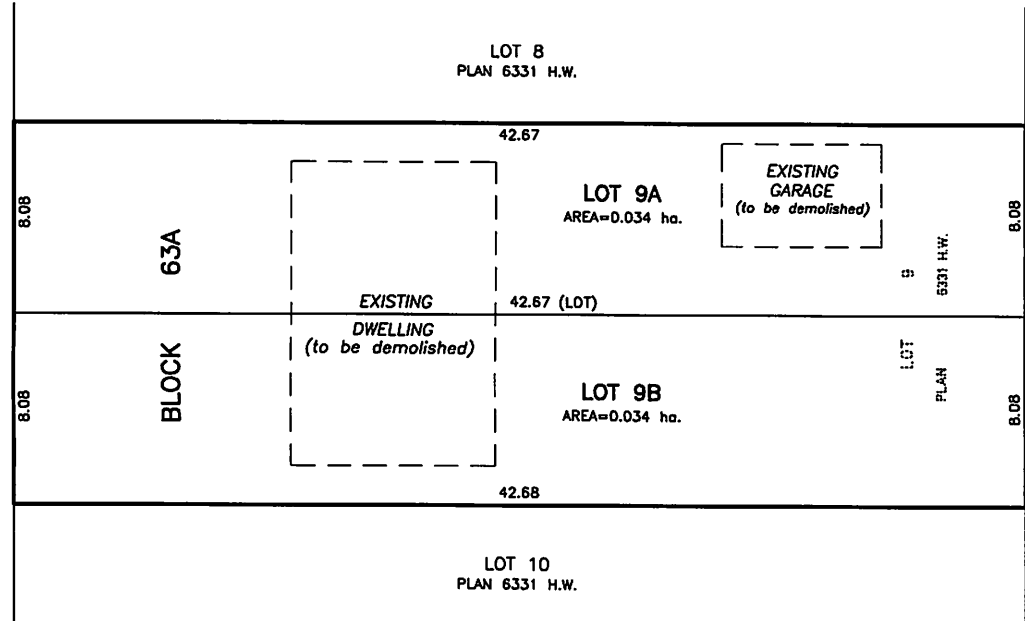 LOT 8
PLAN 6331 H.W.
42.67
8.08
63A
LOT 9A
AREA=0.034 ha.
EXISTING
GARAGE
(to be demolished)
8.08
EXISTING
42.67 (LOT)
DWELLING
(to be demolished)
8.08
BLOCK
LOT 9B
AREA=0.034 ha.
LOT 9
PLAN 6331 H.W.
8.08
42.68
LOT 10
PLAN 6331 H.W.